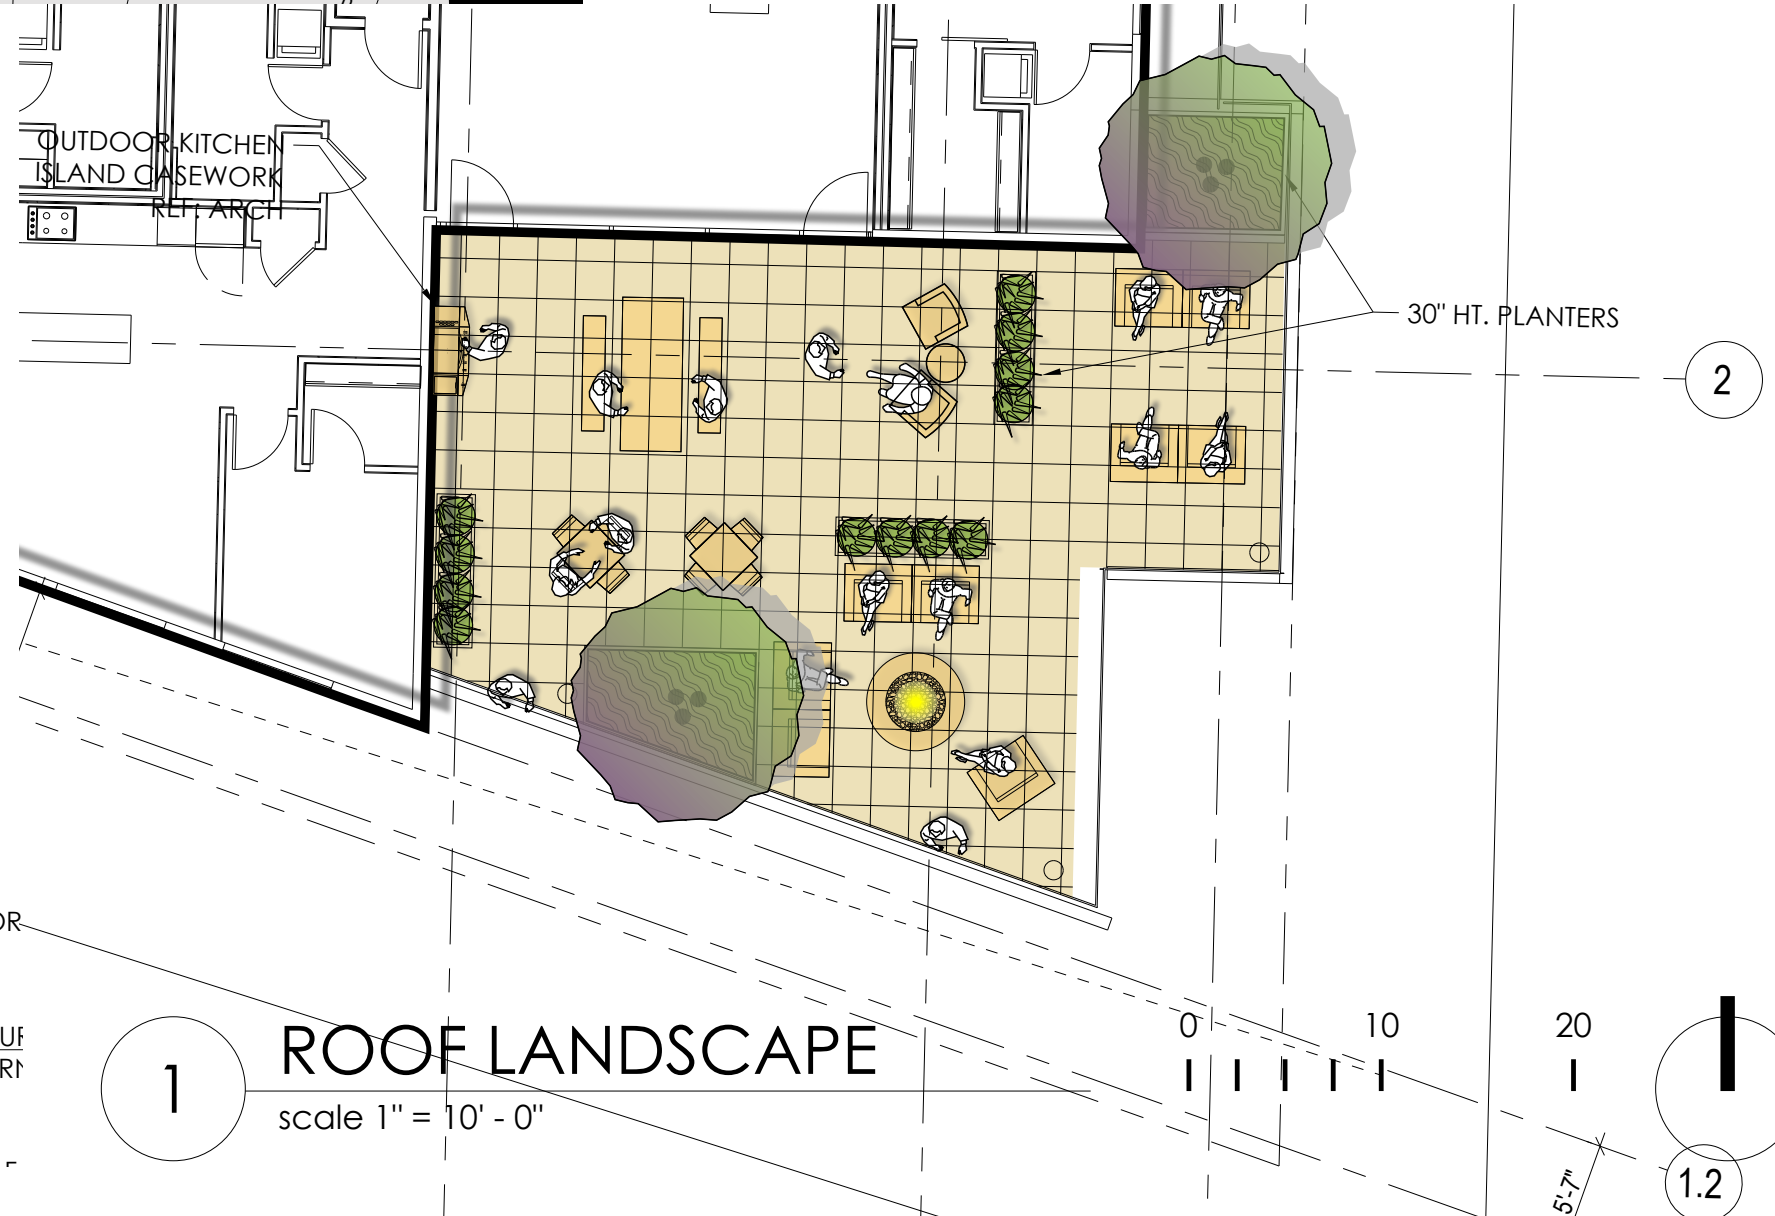 OUTDOOR KITCHEN
ISLAND CASEWORK
REF: ARCH
30" HT. PLANTERS
2
1
ROOF LANDSCAPE
scale 1" = 10' - 0"
0 10 20
1.2
5'-7"